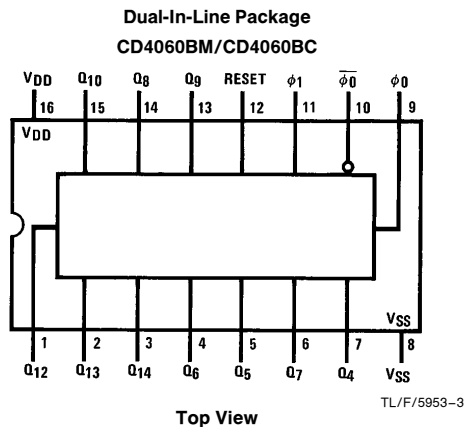 Dual-In-Line Package
CD4060BM/CD4060BC
VDD Q10 Q8 Q9 RESET ϕ1 ϕ0̅ ϕ0
16 15 14 13 12 11 10 9
VDD
VSS
1 2 3 4 5 6 7 8
Q12 Q13 Q14 Q6 Q5 Q7 Q4 VSS
TL/F/5953–3
Top View